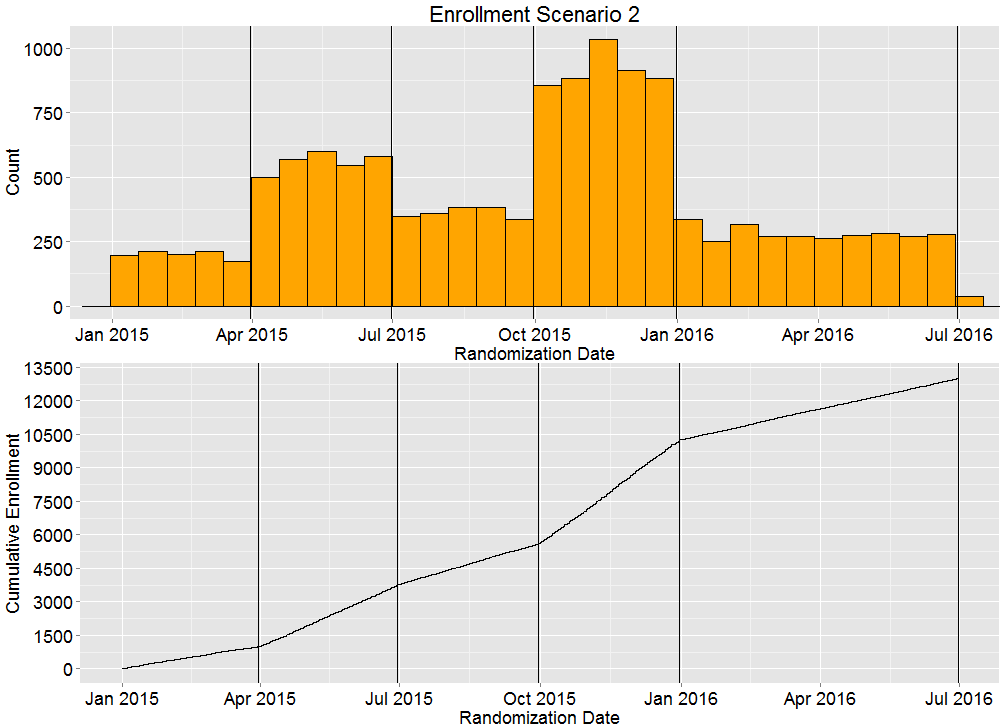 Enrollment Scenario 2
Count
1000
750
500
250
0
Jan 2015 Apr 2015 Jul 2015 Oct 2015 Jan 2016 Apr 2016 Jul 2016
Randomization Date
Cumulative Enrollment
13500
12000
10500
9000
7500
6000
4500
3000
1500
0
Jan 2015 Apr 2015 Jul 2015 Oct 2015 Jan 2016 Apr 2016 Jul 2016
Randomization Date